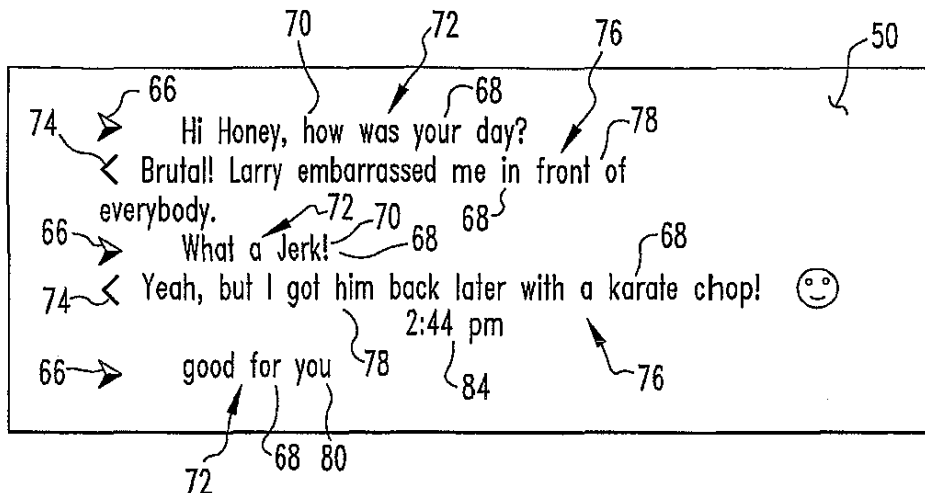 70 72 76 50
66 68
74 Hi Honey, how was your day? 78
Brutal! Larry embarrassed me in front of
everybody. 72 70 68
66 What a Jerk! 68 68
74 Yeah, but I got him back later with a karate chop!
2:44 pm
66 good for you 78 84 76
72 68 80